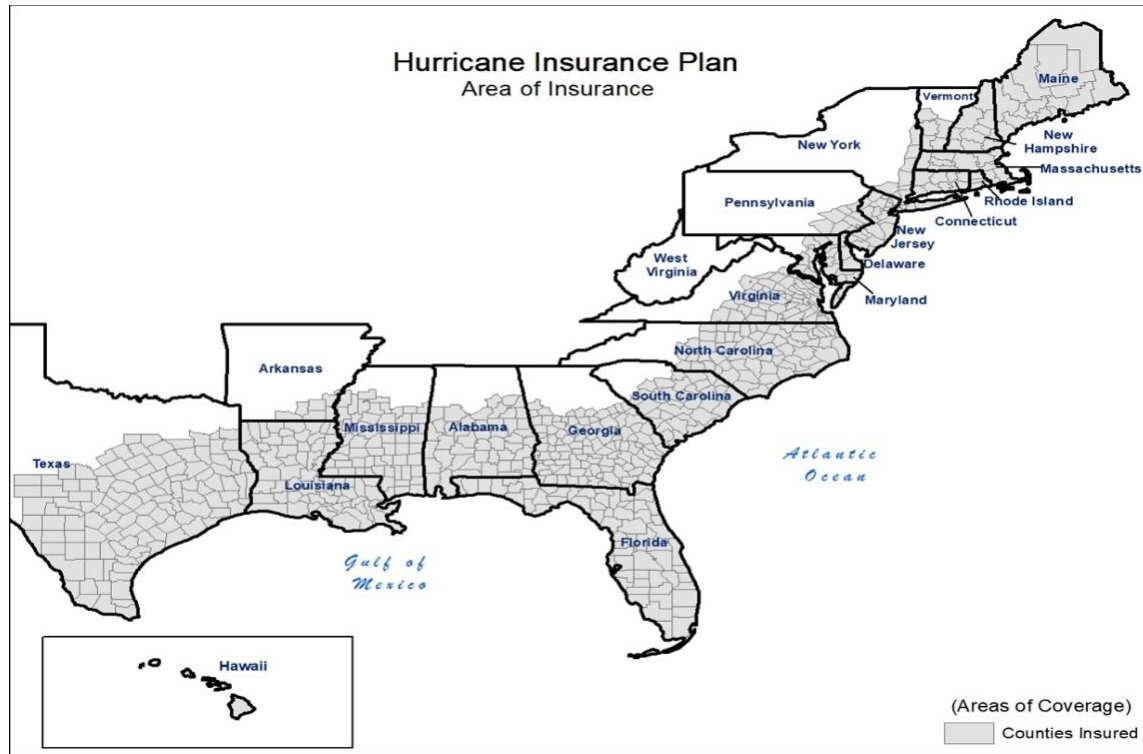 Hurricane Insurance Plan
Area of Insurance
Maine
Vermont
New
Hampshire
New York
Massachusetts
Rhode Island
Connecticut
Pennsylvania
New
Jersey
West
Virginia
Delaware
Maryland
Virginia
North Carolina
Arkansas
South Carolina
Mississippi
Alabama
Georgia
Texas
Louisiana
Atlantic
Ocean
Florida
Gulf of
Mexico
Hawaii
(Areas of Coverage)
Counties Insured